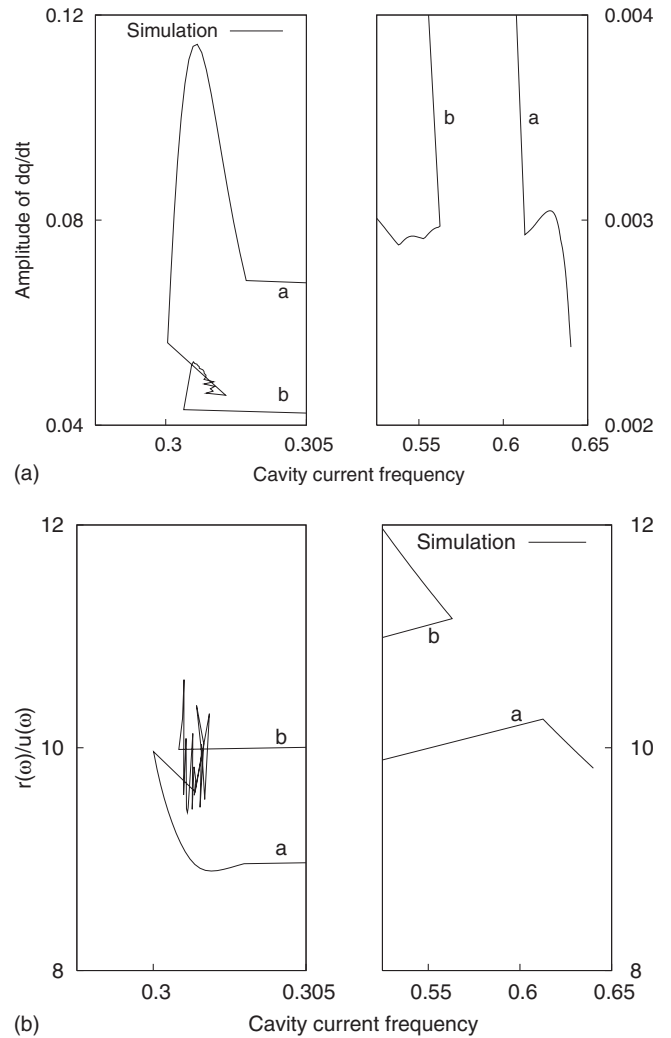 0.12
Simulation
0.004
Amplitude of dq/dt
0.08
0.003
0.04
0.002
a
b
b
a
0.3
0.305
0.55
0.6
0.65
(a)
Cavity current frequency
12
Simulation
12
r(ω)/u(ω)
10
10
8
8
b
a
b
a
0.3
0.305
0.55
0.6
0.65
(b)
Cavity current frequency